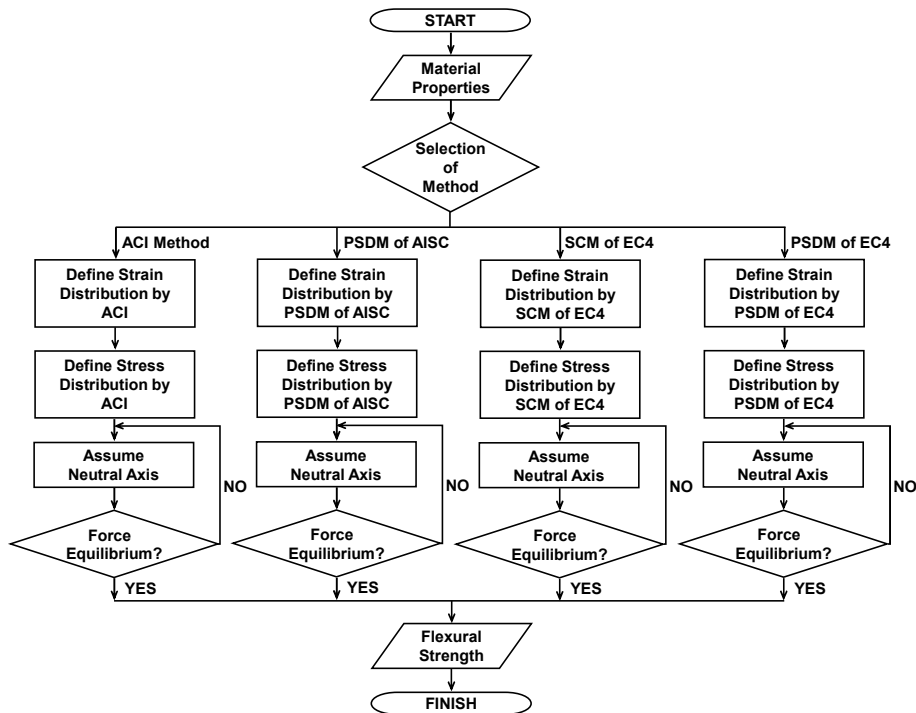 START
Material
Properties
Selection
of
Method
ACI Method
PSDM of AISC
SCM of EC4
PSDM of EC4
Define Strain
Distribution by
ACI
Define Strain
Distribution by
PSDM of AISC
Define Strain
Distribution by
SCM of EC4
Define Strain
Distribution by
PSDM of EC4
Define Stress
Distribution by
ACI
Define Stress
Distribution by
PSDM of AISC
Define Stress
Distribution by
SCM of EC4
Define Stress
Distribution by
PSDM of EC4
Assume
Neutral Axis
NO
Assume
Neutral Axis
NO
Assume
Neutral Axis
NO
Assume
Neutral Axis
NO
Force
Equilibrium?
Force
Equilibrium?
Force
Equilibrium?
Force
Equilibrium?
YES
YES
YES
YES
Flexural
Strength
FINISH